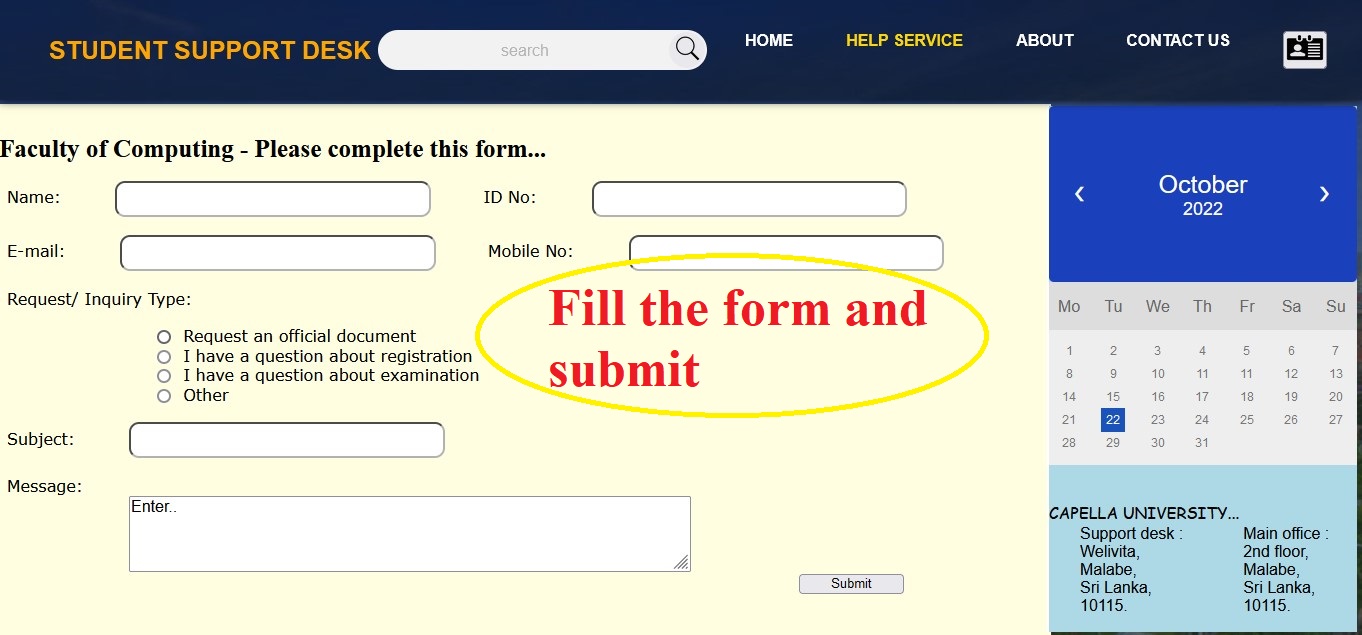 STUDENT SUPPORT DESK
search
HOME
HELP SERVICE
ABOUT
CONTACT US
Faculty of Computing - Please complete this form...
Name:
ID No:
E-mail:
Mobile No:
Request/ Inquiry Type:
Request an official document
I have a question about registration
I have a question about examination
Other
Fill the form and
submit
Subject:
Message:
Enter..
Submit
‹
October
2022
›
Mo Tu We Th Fr Sa Su
1 2 3 4 5 6 7
8 9 10 11 11 12 13
14 15 16 17 18 19 20
21 22 23 24 25 26 27
28 29 30 31
CAPELLA UNIVERSITY...
Support desk :
Welivita,
Malabe,
Sri Lanka,
10115.
Main office :
2nd floor,
Malabe,
Sri Lanka,
10115.